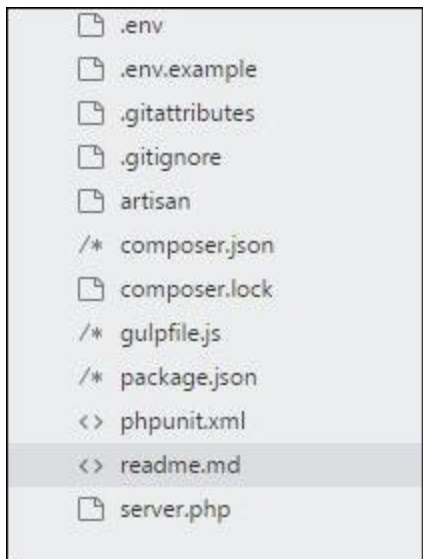 .env
.env.example
.gitattributes
.gitignore
artisan
/* composer.json
composer.lock
/* gulpfile.js
/* package.json
<> phpunit.xml
<> readme.md
server.php